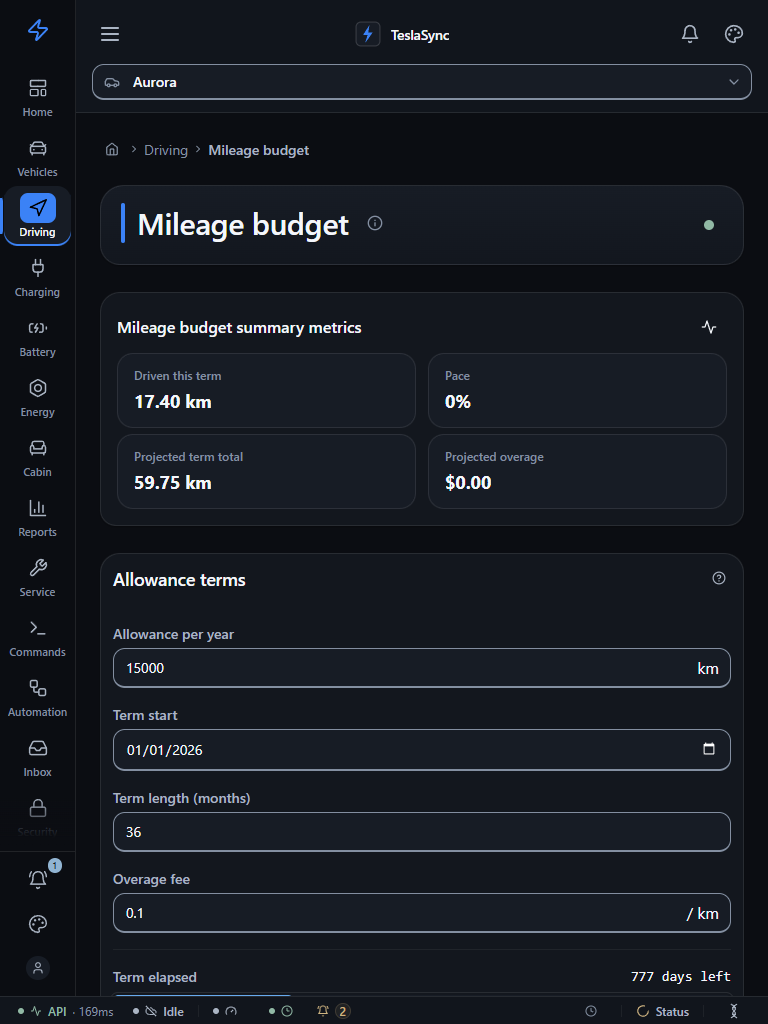 TeslaSync
Aurora
Home
Vehicles
Driving
Charging
Battery
Energy
Cabin
Reports
Service
Commands
Automation
Inbox
Security
1
Driving
Mileage budget
Mileage budget
Mileage budget summary metrics
Driven this term
17.40 km
Pace
0%
Projected term total
59.75 km
Projected overage
$0.00
Allowance terms
Allowance per year
15000 km
Term start
01/01/2026
Term length (months)
36
Overage fee
0.1 / km
Term elapsed 777 days left
API · 169ms Idle 2 Status